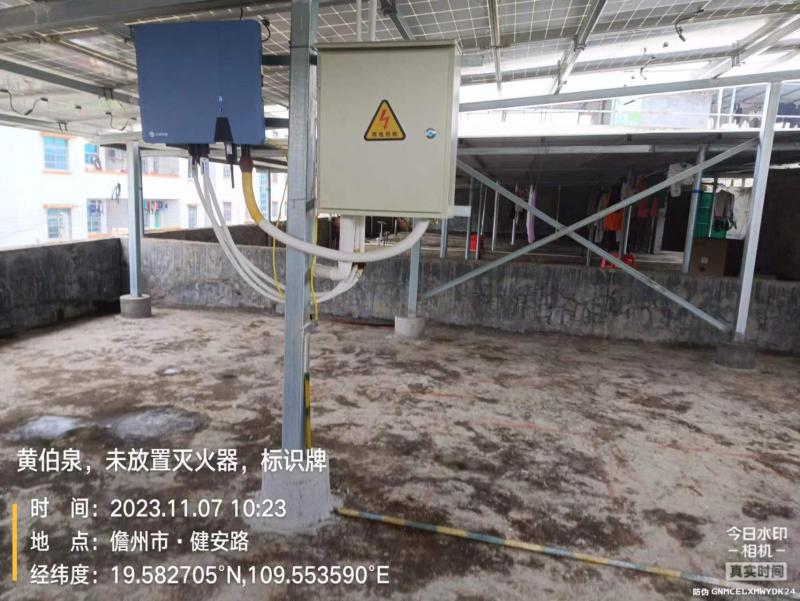 黄伯泉，未放置灭火器，标识牌
时 间：2023.11.07 10:23
地 点：儋州市·健安路
经纬度：19.582705°N,109.553590°E
今日水印
-相机-
真实时间
防伪 GNMCELXMWYDK24